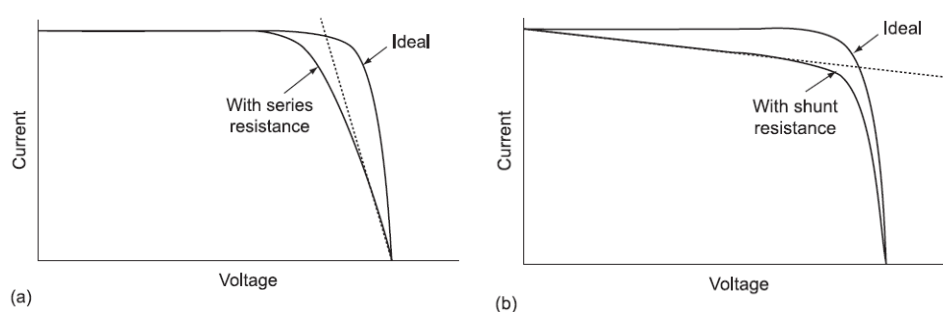 Current
Ideal
With series
resistance
Voltage
(a)
Current
Ideal
With shunt
resistance
Voltage
(b)